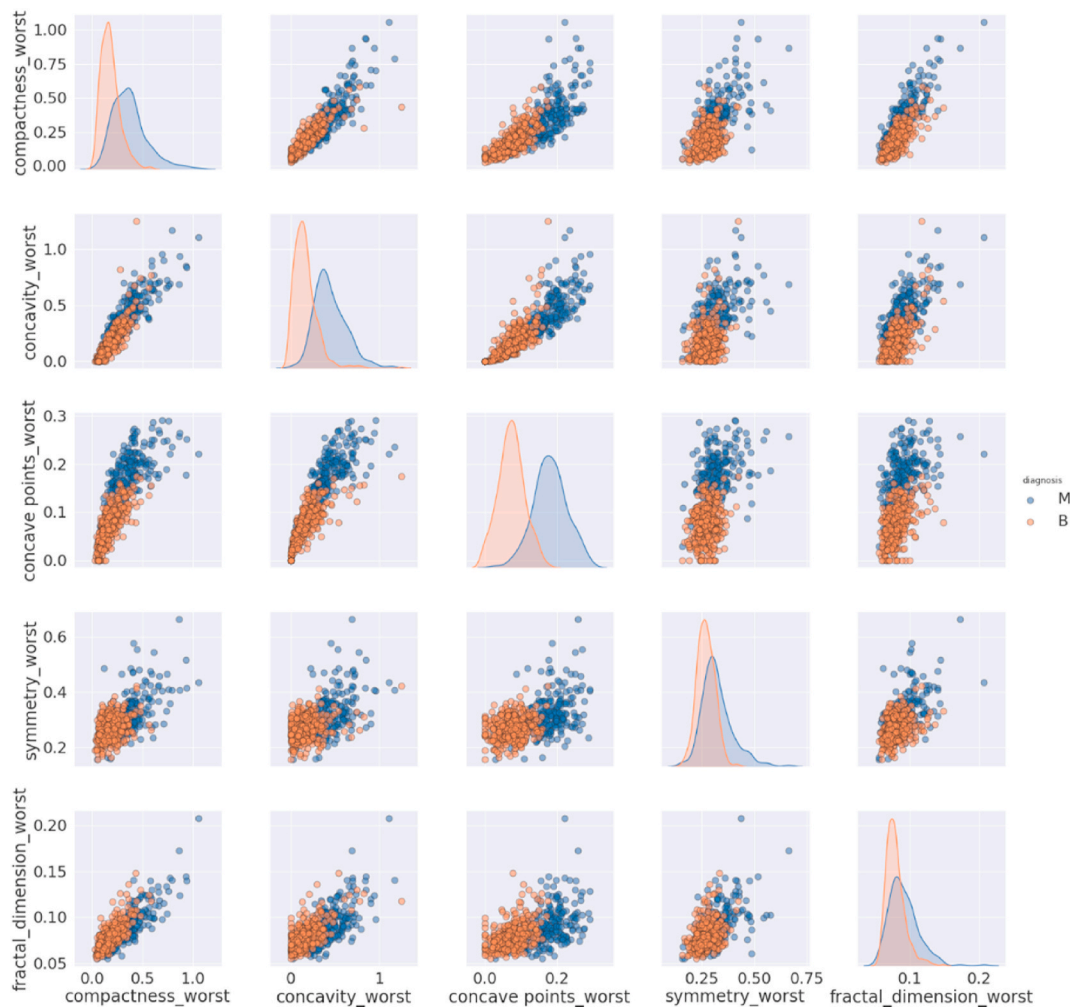 compactness_worst
1.00
0.75
0.50
0.25
0.00
concavity_worst
1.0
0.5
0.0
concave points_worst
0.3
0.2
0.1
0.0
diagnosis
M
B
symmetry_worst
0.6
0.4
0.2
fractal_dimension_worst
0.20
0.15
0.10
0.05
0.0 0.5 1.0 0 1 0.0 0.2 0.25 0.50 0.75 0.1 0.2
compactness_worst concavity_worst concave points_worst symmetry_worst fractal_dimension_worst